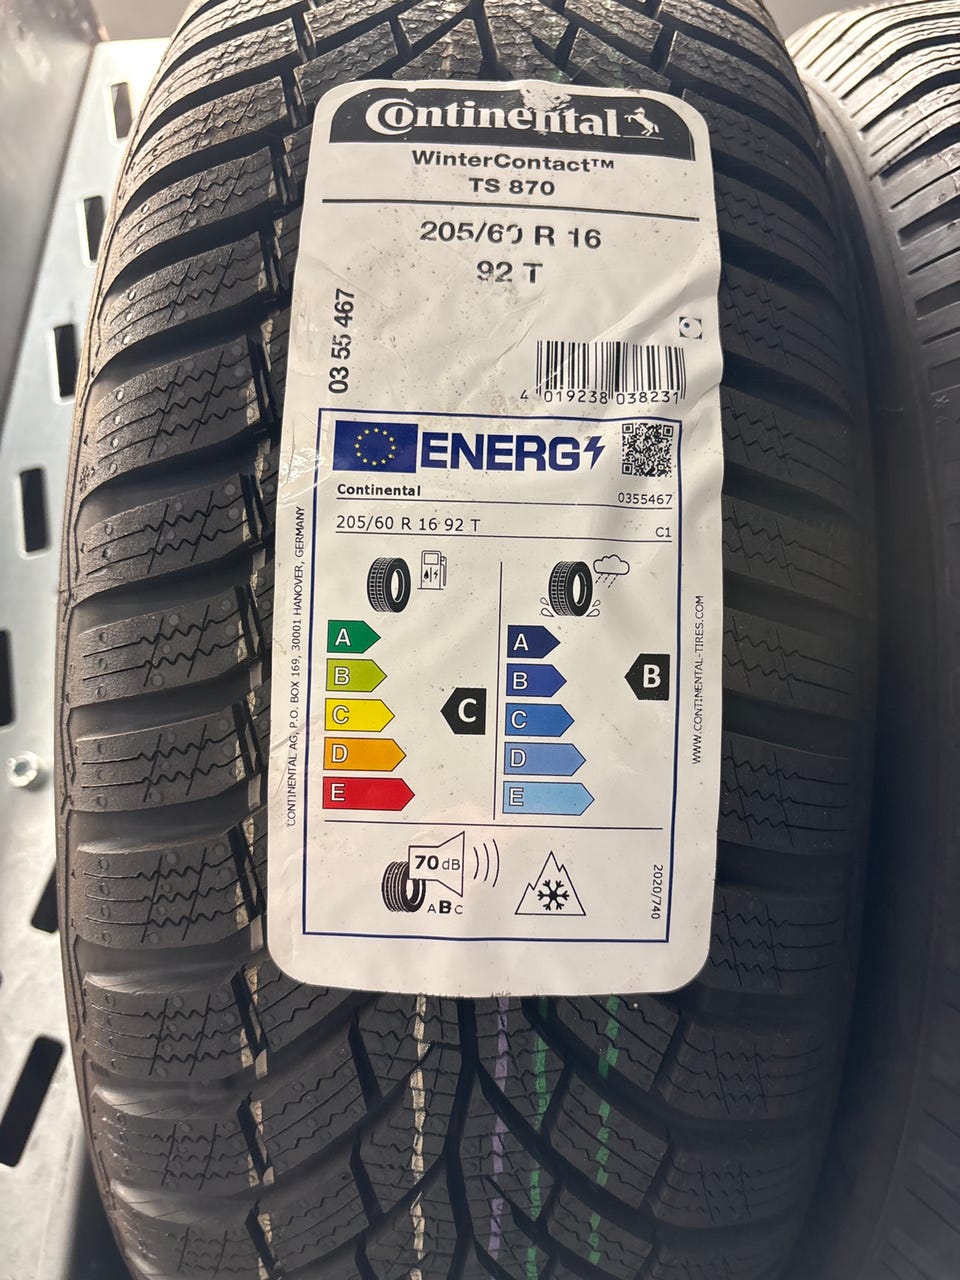 Continental
WinterContact™
TS 870
205/60 R 16
92 T
03 55 467
4 019238 038231
ENERG
Continental
0355467
205/60 R 16 92 T
C1
A
B
C
D
E
C
A
B
C
D
E
B
70 dB
ABC
2020/740
CONTINENTAL AG, P.O. BOX 169, 30001 HANOVER, GERMANY
WWW.CONTINENTAL-TIRES.COM